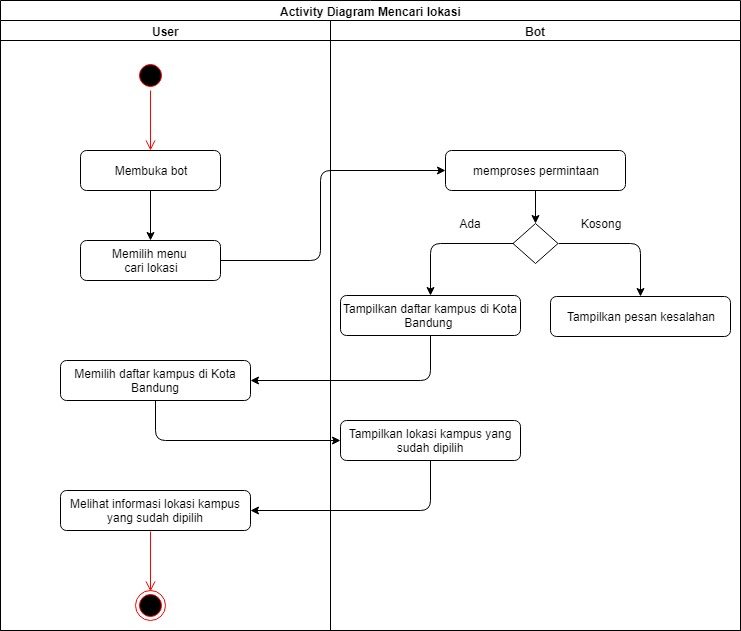 Activity Diagram Mencari lokasi
User
Bot
Membuka bot
memproses permintaan
Ada
Kosong
Memilih menu
cari lokasi
Tampilkan daftar kampus di Kota
Bandung
Tampilkan pesan kesalahan
Memilih daftar kampus di Kota
Bandung
Tampilkan lokasi kampus yang
sudah dipilih
Melihat informasi lokasi kampus
yang sudah dipilih